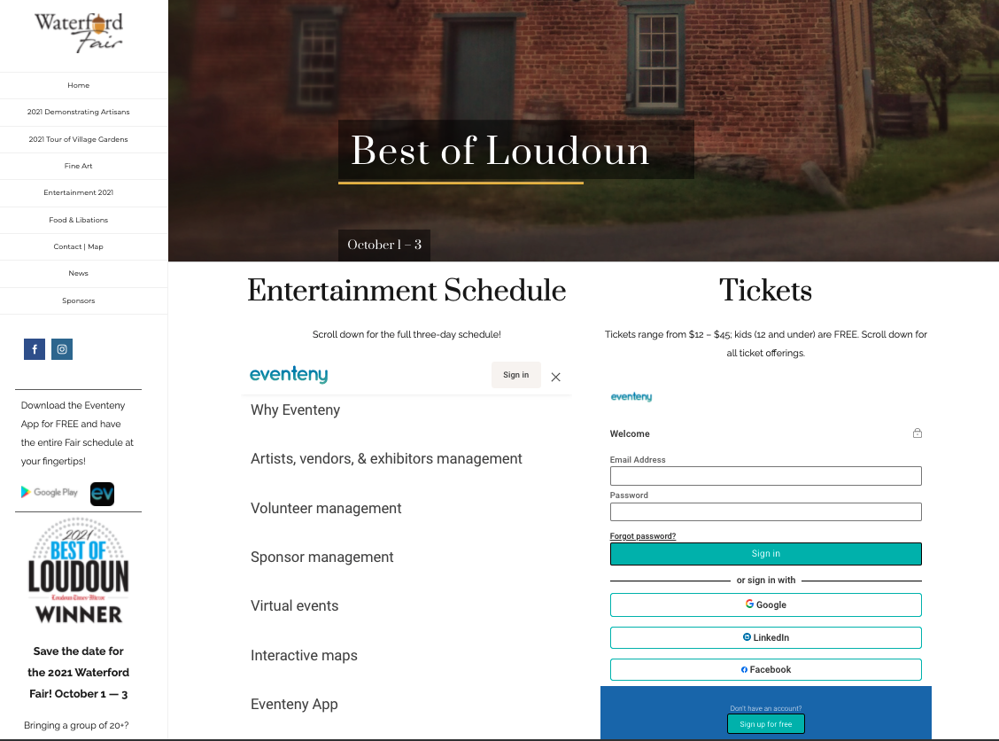 Waterford
Fair
Home
2021 Demonstrating Artisans
2021 Tour of Village Gardens
Fine Art
Entertainment 2021
Food & Libations
Contact | Map
News
Sponsors
Download the Eventeny
App for FREE and have
the entire Fair schedule at
your fingertips!
Google Play
ev
2021
BEST OF
LOUDOUN
Loudoun Times-Mirror
WINNER
Save the date for
the 2021 Waterford
Fair! October 1 — 3
Bringing a group of 20+?
Best of Loudoun
October 1 – 3
Entertainment Schedule
Scroll down for the full three-day schedule!
eventeny
Sign in
Why Eventeny
Artists, vendors, & exhibitors management
Volunteer management
Sponsor management
Virtual events
Interactive maps
Eventeny App
Tickets
Tickets range from $12 – $45; kids (12 and under) are FREE. Scroll down for
all ticket offerings.
eventeny
Welcome
Email Address
Password
Forgot password?
Sign in
or sign in with
Google
LinkedIn
Facebook
Don't have an account?
Sign up for free